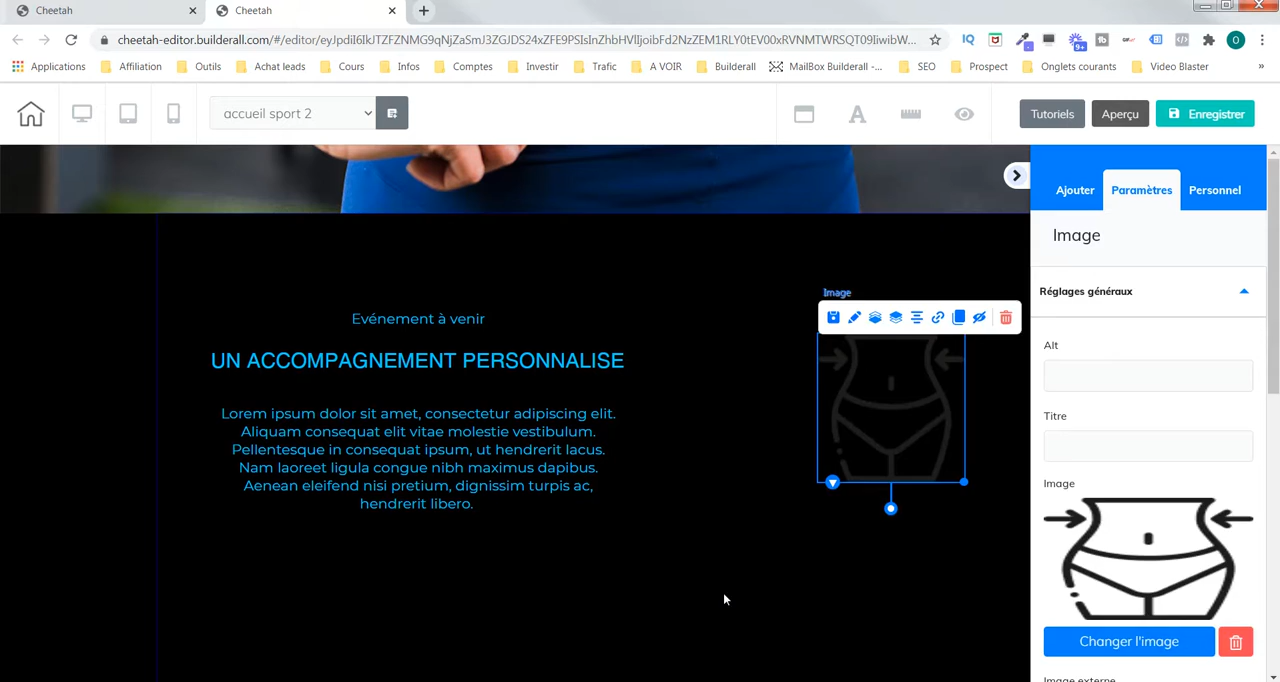 Cheetah
Cheetah
cheetah-editor.builderall.com/#/editor/
Applications
Affiliation
Outils
Achat leads
Cours
Infos
Comptes
Investir
Trafic
A VOIR
Builderall
MailBox Builderall -...
SEO
Prospect
Onglets courants
Video Blaster
»
accueil sport 2
Tutoriels
Aperçu
Enregistrer
Ajouter
Paramètres
Personnel
Image
Réglages généraux
Alt
Titre
Image
Changer l'image
Image externe
Image
Evénement à venir
UN ACCOMPAGNEMENT PERSONNALISE
Lorem ipsum dolor sit amet, consectetur adipiscing elit.
Aliquam consequat elit vitae molestie vestibulum.
Pellentesque in consequat ipsum, ut hendrerit lacus.
Nam laoreet ligula congue nibh maximus dapibus.
Aenean eleifend nisi pretium, dignissim turpis ac,
hendrerit libero.